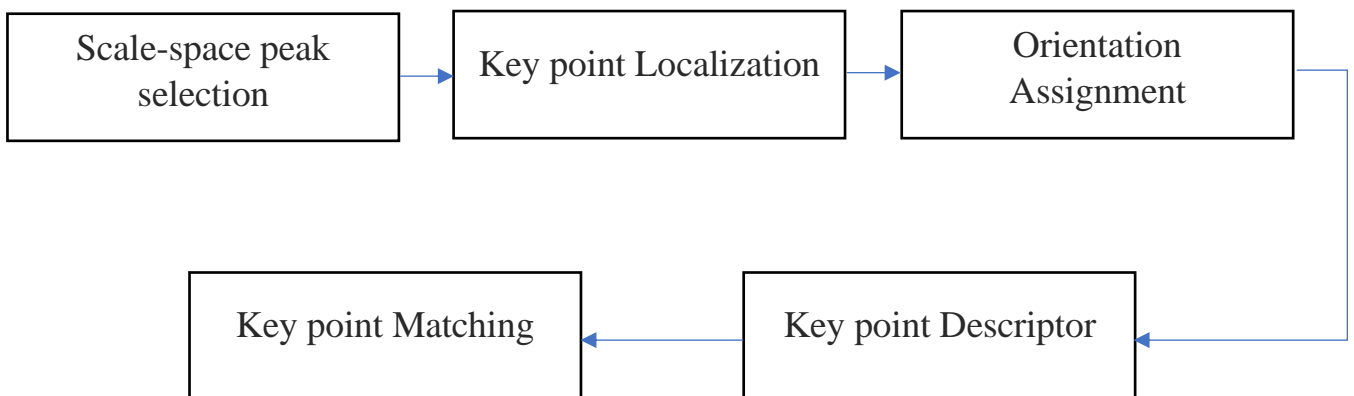 Scale-space peak
selection
Key point Localization
Orientation
Assignment
Key point Descriptor
Key point Matching